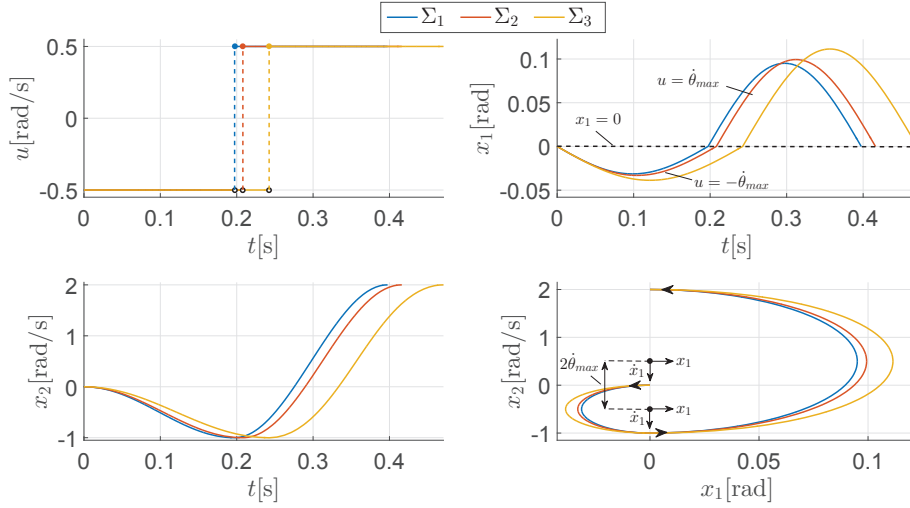 Σ₁ Σ₂ Σ₃
u[rad/s]
0.5
0
-0.5
0 0.1 0.2 0.3 0.4
t[s]
x₁[rad]
0.1
0.05
0
-0.05
u = θ̇max
x₁ = 0
u = −θ̇max
0 0.1 0.2 0.3 0.4
t[s]
x₂[rad/s]
2
1
0
-1
0 0.1 0.2 0.3 0.4
t[s]
x₂[rad/s]
2
1
0
-1
2θ̇max
x₁
ẋ₁
x₁
ẋ₁
0 0.05 0.1
x₁[rad]